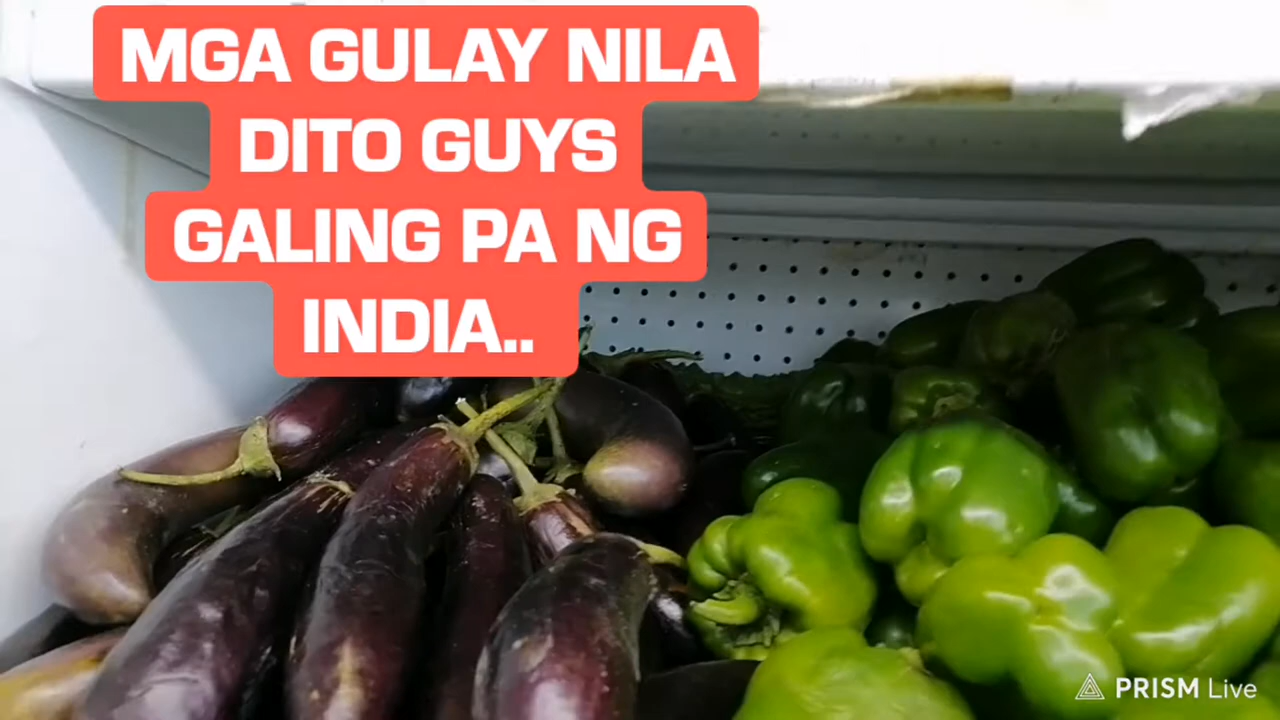 MGA GULAY NILA
DITO GUYS
GALING PA NG
INDIA..
PRISM Live